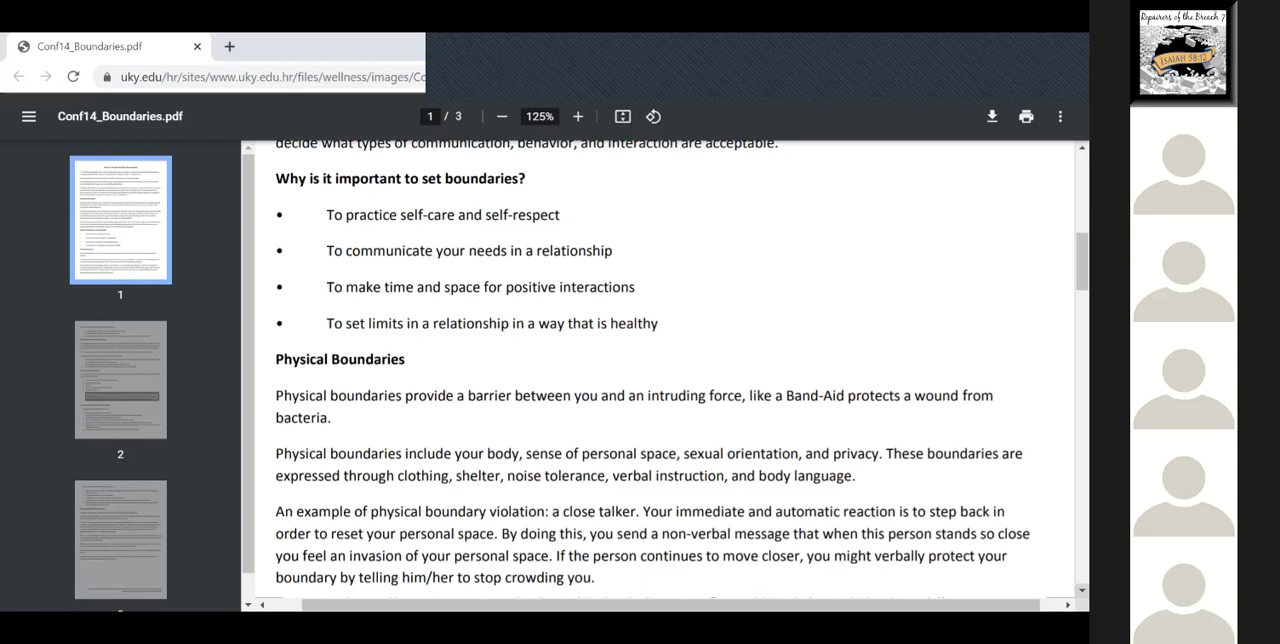 Conf14_Boundaries.pdf
uky.edu/hr/sites/www.uky.edu.hr/files/wellness/images/Co
Conf14_Boundaries.pdf
1 / 3
125%
decide what types of communication, behavior, and interaction are acceptable.
Why is it important to set boundaries?
• To practice self-care and self-respect
• To communicate your needs in a relationship
• To make time and space for positive interactions
• To set limits in a relationship in a way that is healthy
Physical Boundaries
Physical boundaries provide a barrier between you and an intruding force, like a Band-Aid protects a wound from
bacteria.
Physical boundaries include your body, sense of personal space, sexual orientation, and privacy. These boundaries are
expressed through clothing, shelter, noise tolerance, verbal instruction, and body language.
An example of physical boundary violation: a close talker. Your immediate and automatic reaction is to step back in
order to reset your personal space. By doing this, you send a non-verbal message that when this person stands so close
you feel an invasion of your personal space. If the person continues to move closer, you might verbally protect your
boundary by telling him/her to stop crowding you.
1
2
Repairers of the Breach 7
ISAIAH 58:12